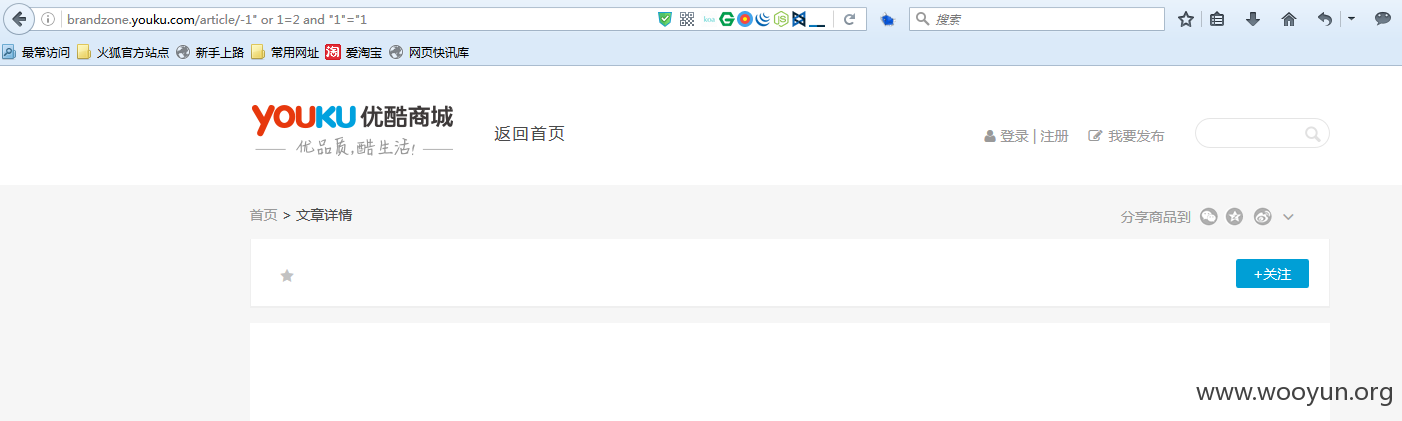 brandzone.youku.com/article/-1" or 1=2 and "1"="1
koa
搜索
最常访问 火狐官方站点 新手上路 常用网址 淘 爱淘宝 网页快讯库
YOUKU 优酷商城
优品质,酷生活!
返回首页
登录 | 注册 我要发布
首页 > 文章详情
分享商品到
+关注
www.wooyun.org